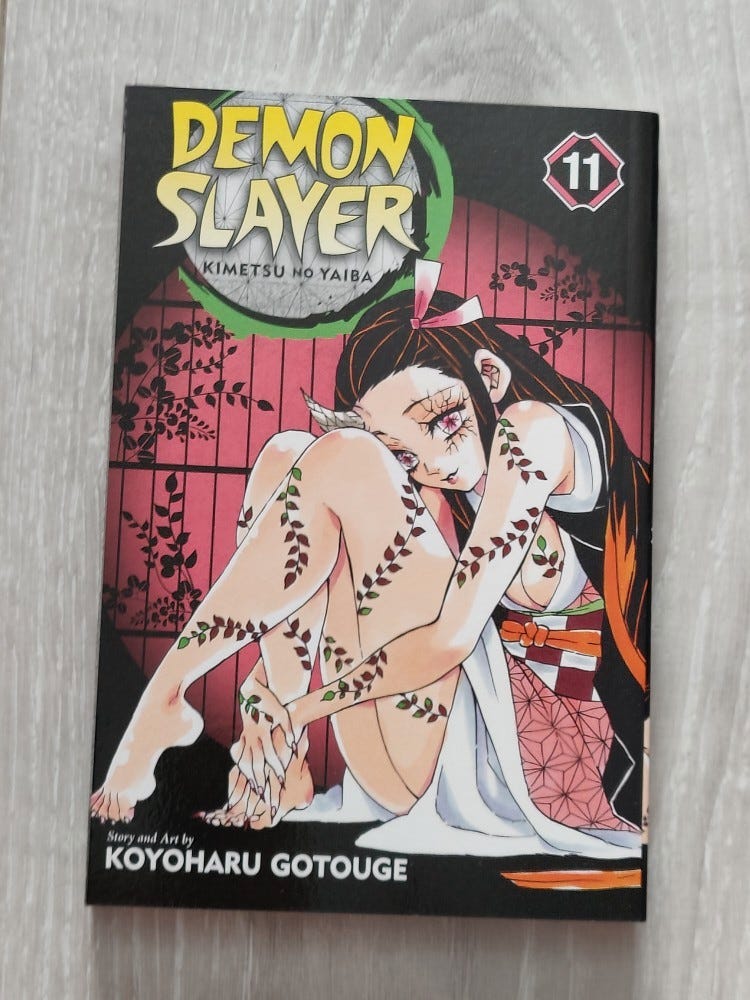 DEMON
SLAYER
KIMETSU NO YAIBA
11
Story and Art by
KOYOHARU GOTOUGE